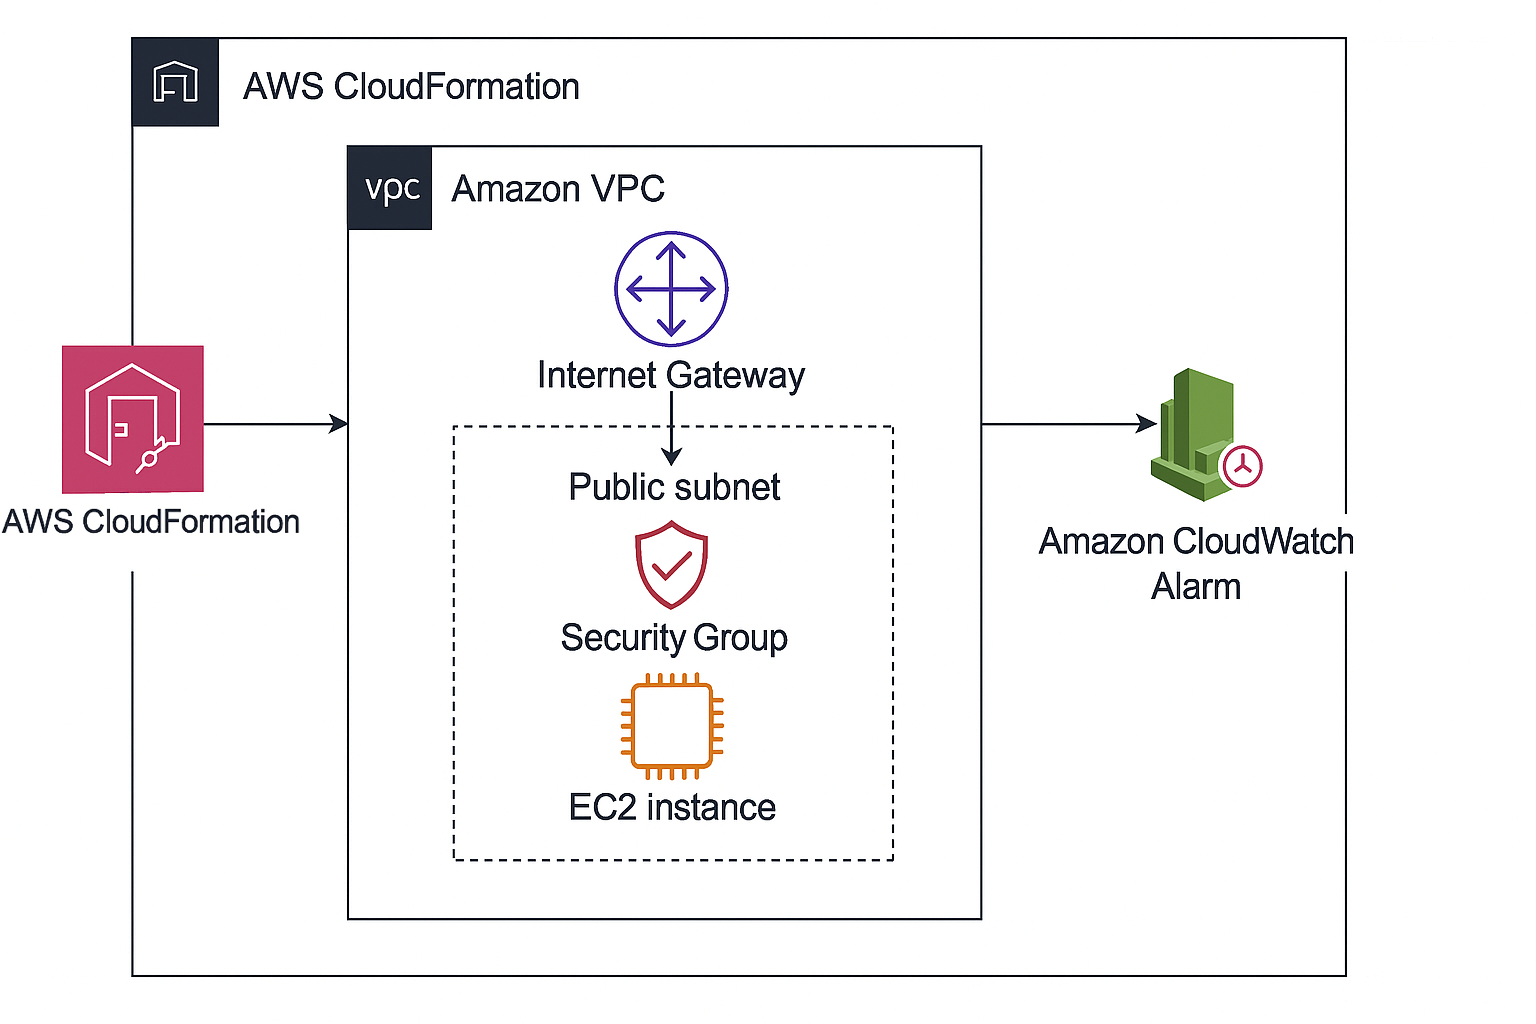 AWS CloudFormation
vpc
Amazon VPC
Internet Gateway
Public subnet
AWS CloudFormation
Amazon CloudWatch
Alarm
Security Group
EC2 instance